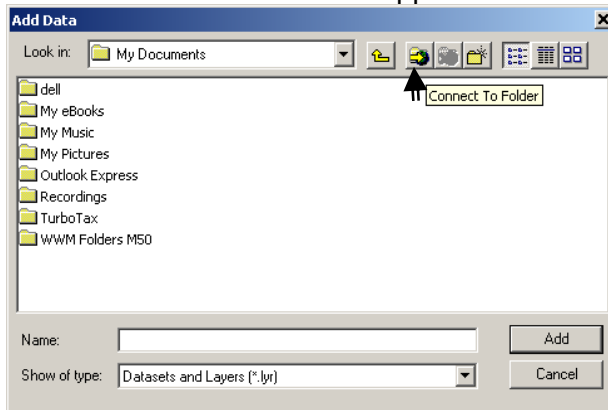 Add Data
Look in: My Documents
Connect To Folder
dell
My eBooks
My Music
My Pictures
Outlook Express
Recordings
TurboTax
WWM Folders M50
Name: Add
Show of type: Datasets and Layers (*.lyr) Cancel